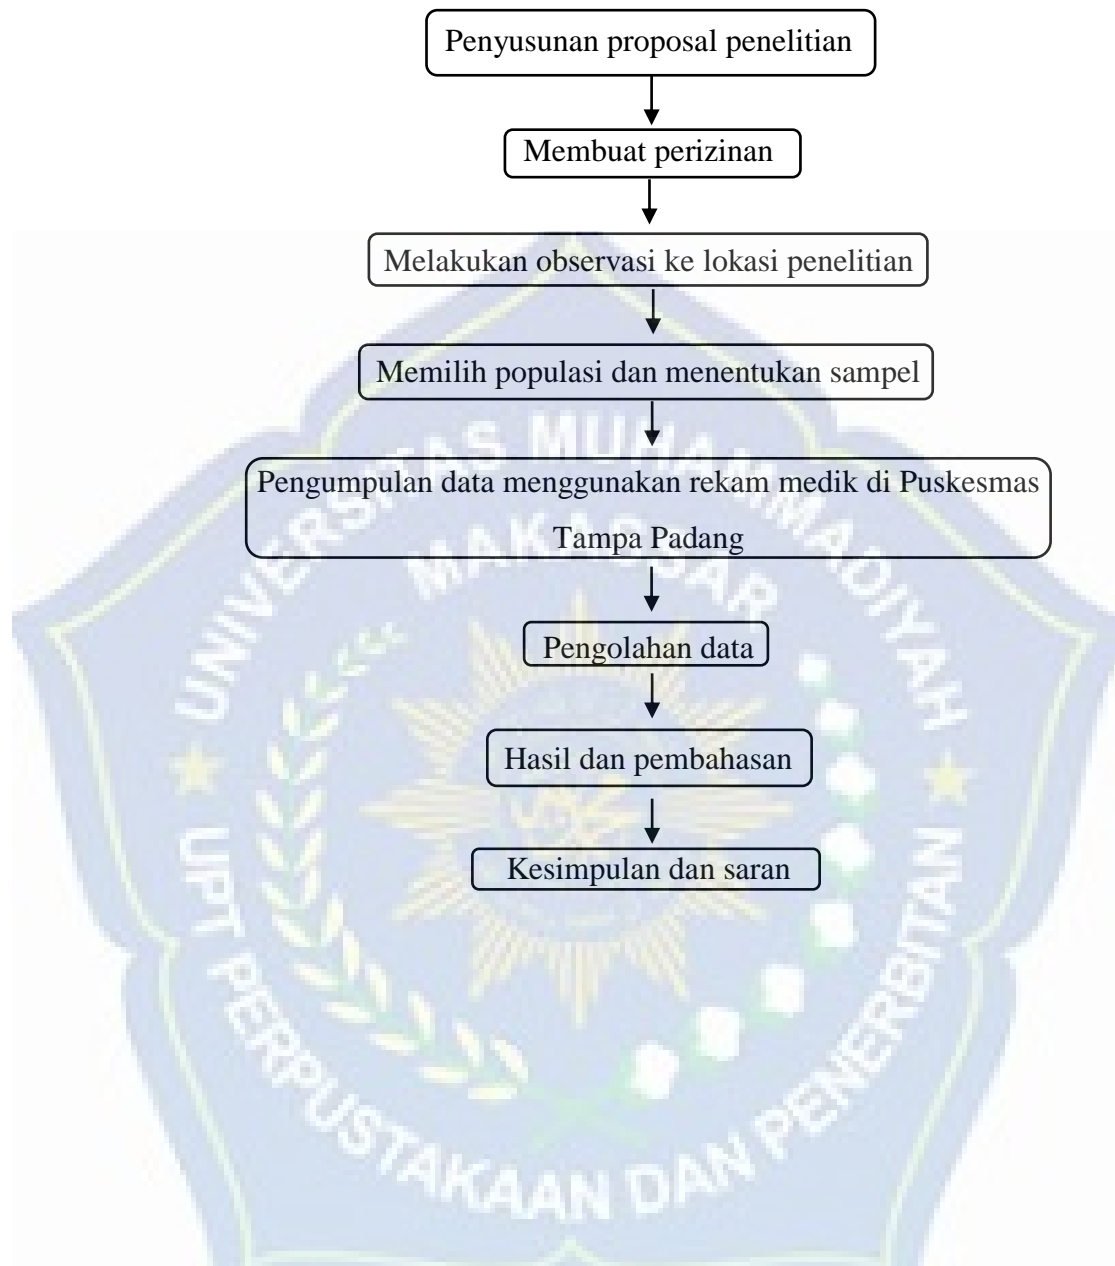 Penyusunan proposal penelitian
Membuat perizinan
Melakukan observasi ke lokasi penelitian
Memilih populasi dan menentukan sampel
Pengumpulan data menggunakan rekam medik di Puskesmas
Tampa Padang
Pengolahan data
Hasil dan pembahasan
Kesimpulan dan saran
UNIVERSITAS MUHAMMADIYAH
MAKASSAR
UPT PERPUSTAKAAN DAN PENERBITAN